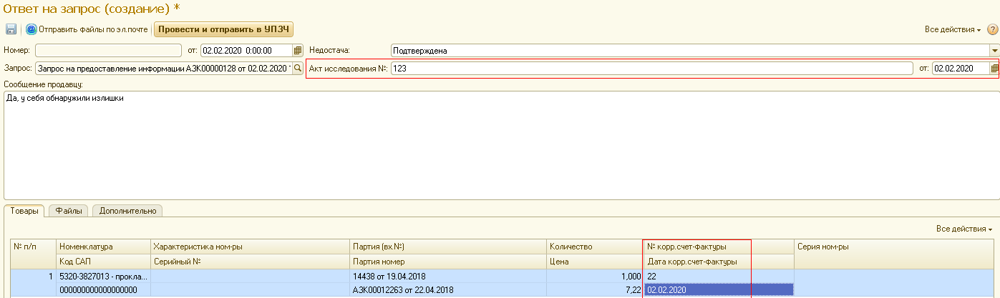 Ответ на запрос (создание) *
Отправить файлы по эл.почте Провести и отправить в УПЗЧ Все действия ?
Номер: от: 02.02.2020 0:00:00 Недостача: Подтверждена
Запрос: Запрос на предоставление информации АЗК00000128 от 02.02.2020 Акт исследования №: 123 от: 02.02.2020
Сообщение продавцу:
Да, у себя обнаружили излишки
Товары Файлы Дополнительно
Все действия
№ п/п Номенклатура Характеристика ном-ры Партия (вх.№) Количество № корр.счет-фактуры Серия ном-ры
Код САП Серийный № Партия номер Цена Дата корр.счет-фактуры
1 5320-3827013 - прокла... 14438 от 19.04.2018 1,000 22
000000000000000000 АЗК00012263 от 22.04.2018 7,22 02.02.2020